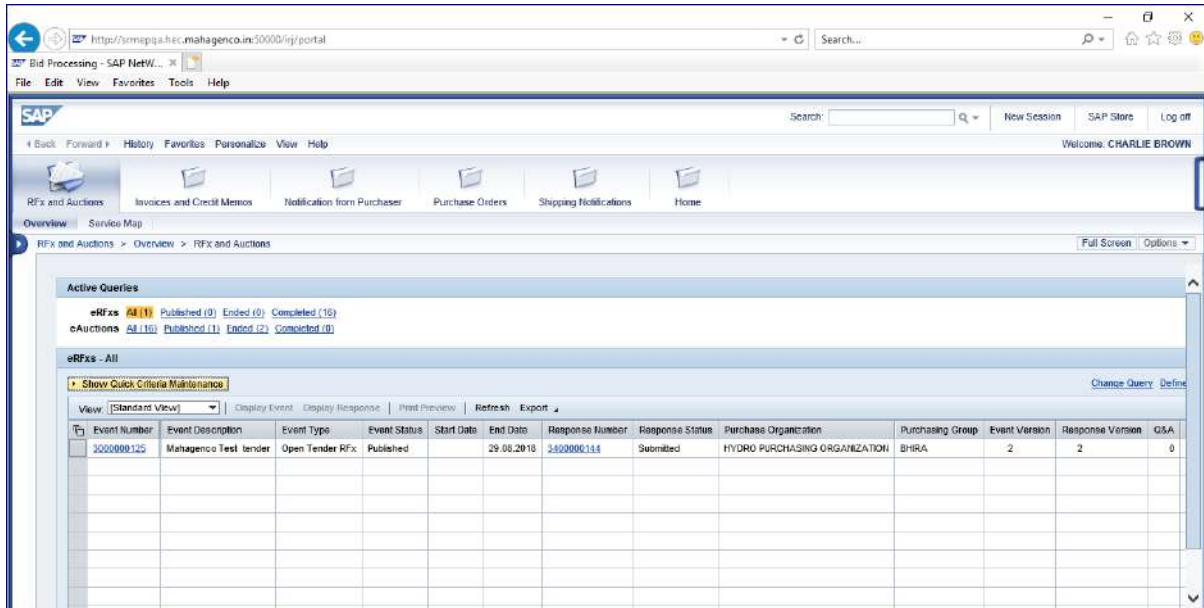 http://srmepqa.hec.mahagenco.in:50000/irj/portal Search...
Bid Processing - SAP NetW...
File Edit View Favorites Tools Help
SAP Search: New Session SAP Store Log off
Back Forward History Favorites Personalize View Help Welcome: CHARLIE BROWN
RFx and Auctions Invoices and Credit Memos Notification from Purchaser Purchase Orders Shipping Notifications Home
Overview Service Map
RFx and Auctions > Overview > RFx and Auctions Full Screen Options
Active Queries
eRFxs All (1) Published (0) Ended (0) Completed (16)
eAuctions All (16) Published (1) Ended (2) Completed (0)
eRFxs - All
Show Quick Criteria Maintenance Change Query Define
View: [Standard View] Display Event Display Response Print Preview Refresh Export
Event Number Event Description Event Type Event Status Start Date End Date Response Number Response Status Purchase Organization Purchasing Group Event Version Response Version Q&A
3000000125 Mahagenco Test tender Open Tender RFx Published 29.08.2018 3400000144 Submitted HYDRO PURCHASING ORGANIZATION BHIRA 2 2 0